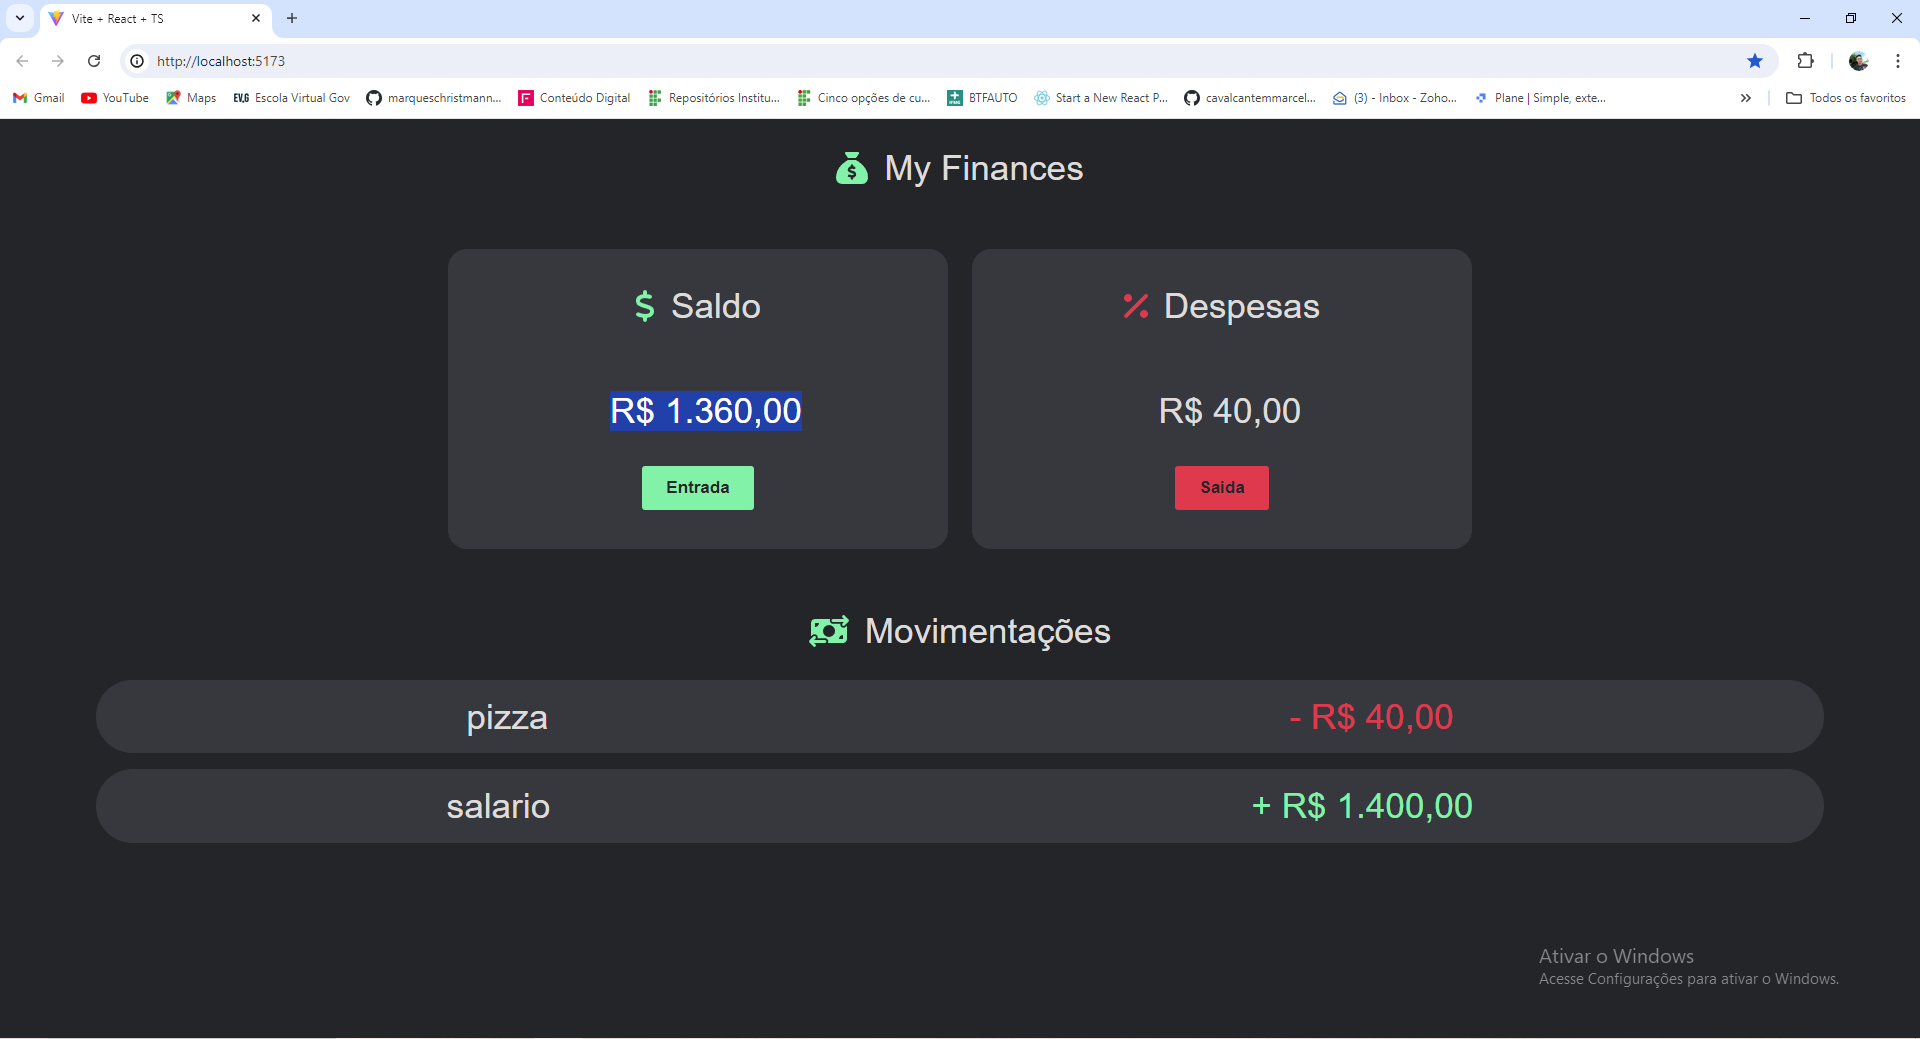 Vite + React + TS
http://localhost:5173
Gmail YouTube Maps EV.G Escola Virtual Gov marqueschristmann... Conteúdo Digital Repositórios Institu... Cinco opções de cu... BTFAUTO Start a New React P... cavalcantemmarcel... (3) - Inbox - Zoho... Plane | Simple, exte... Todos os favoritos
My Finances
$ Saldo
Despesas
R$ 1.360,00
R$ 40,00
Entrada
Saida
Movimentações
pizza - R$ 40,00
salario + R$ 1.400,00
Ativar o Windows
Acesse Configurações para ativar o Windows.